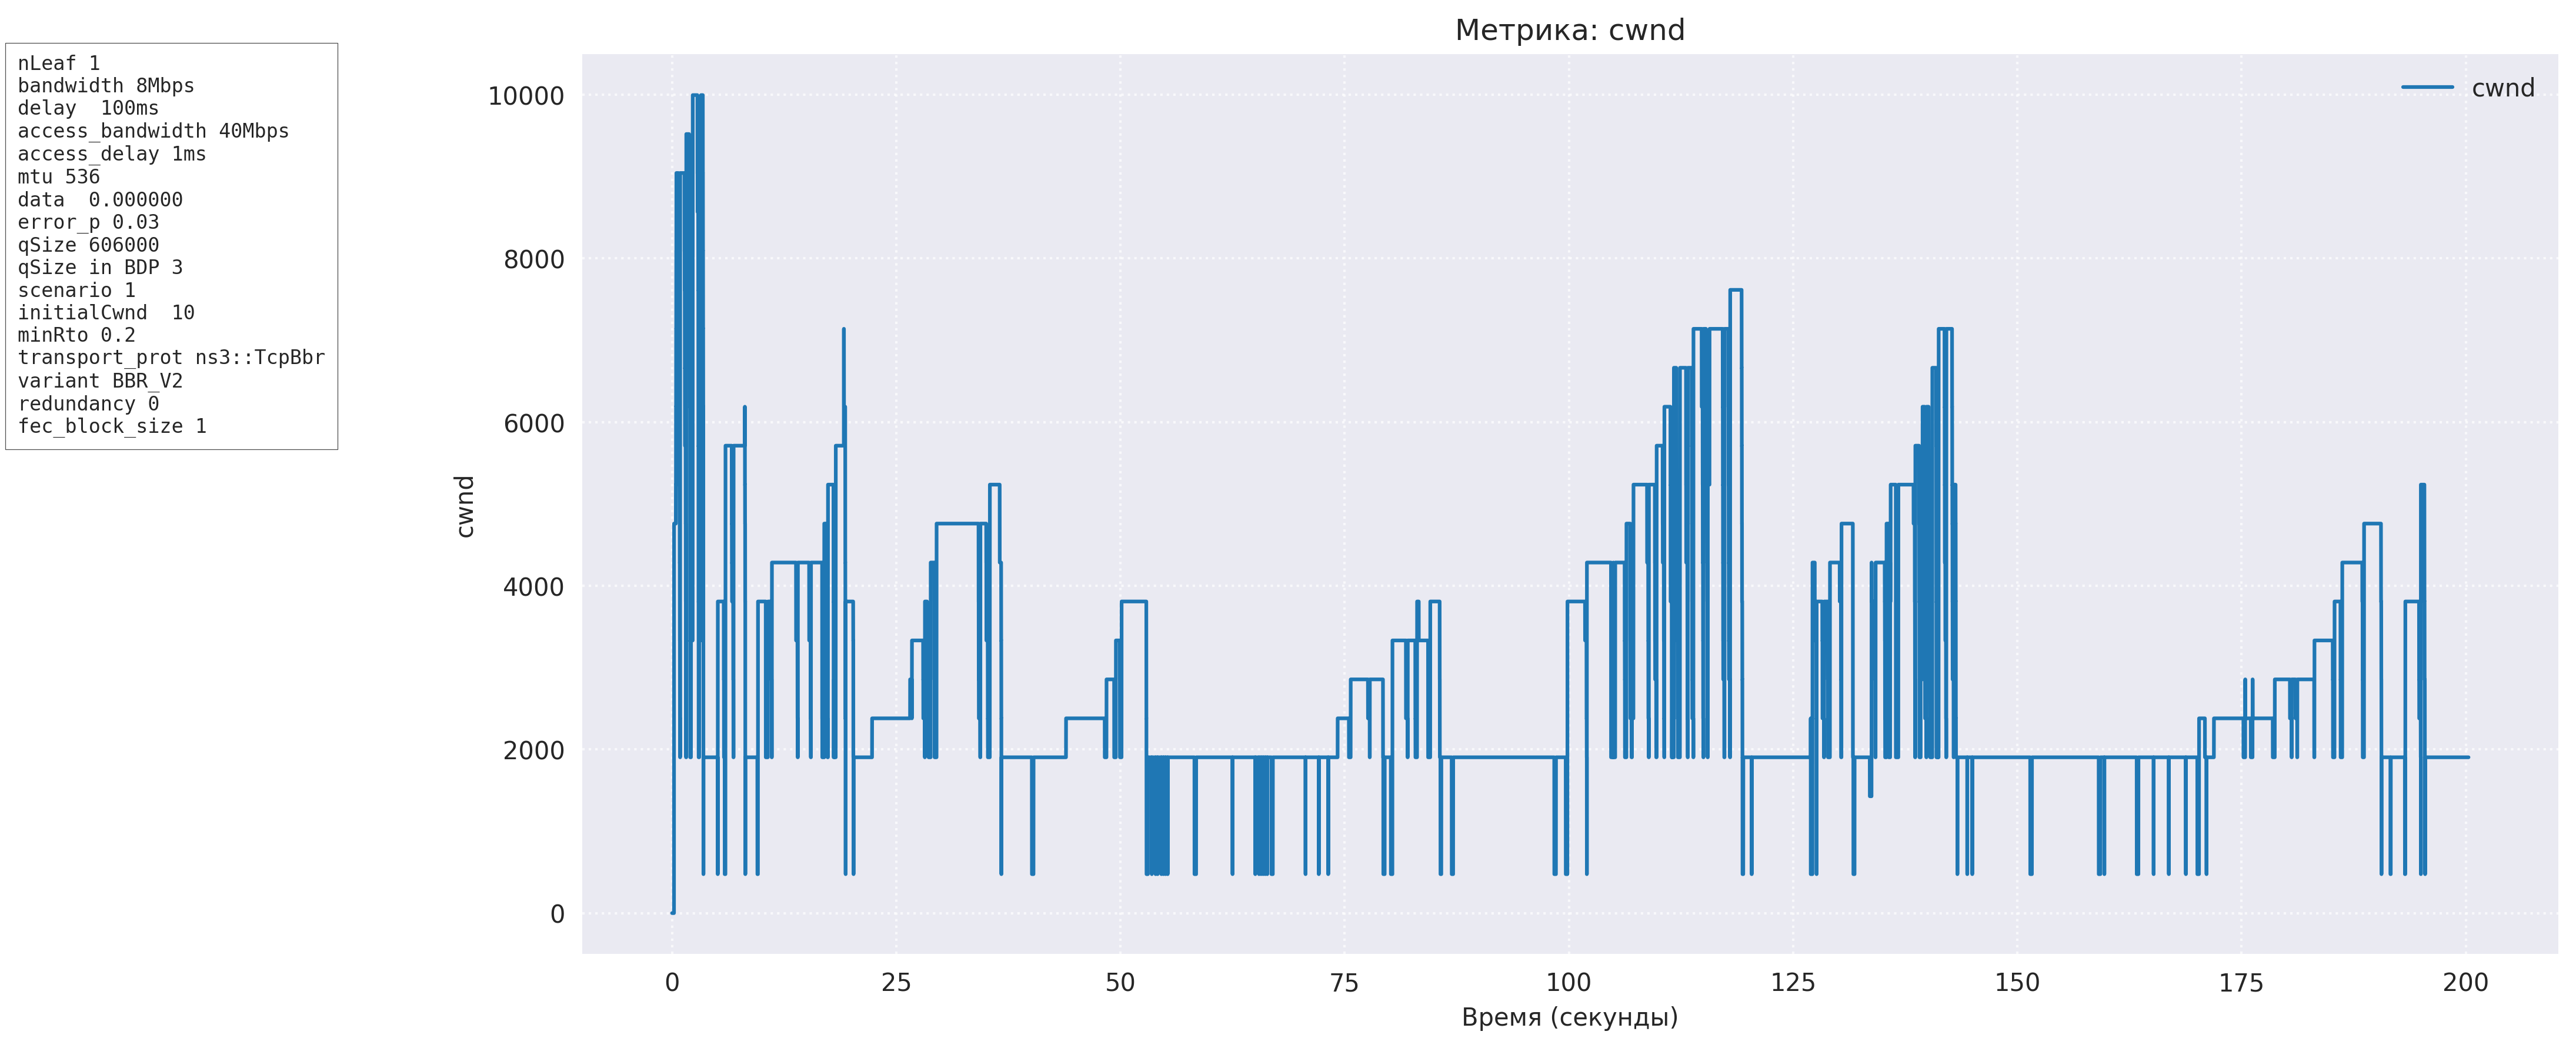 Метрика: cwnd
nLeaf 1
bandwidth 8Mbps
delay  100ms
access_bandwidth 40Mbps
access_delay 1ms
mtu 536
data  0.000000
error_p 0.03
qSize 606000
qSize in BDP 3
scenario 1
initialCwnd  10
minRto 0.2
transport_prot ns3::TcpBbr
variant BBR_V2
redundancy 0
fec_block_size 1
cwnd
10000
8000
6000
4000
2000
0
cwnd
0 25 50 75 100 125 150 175 200
Время (секунды)